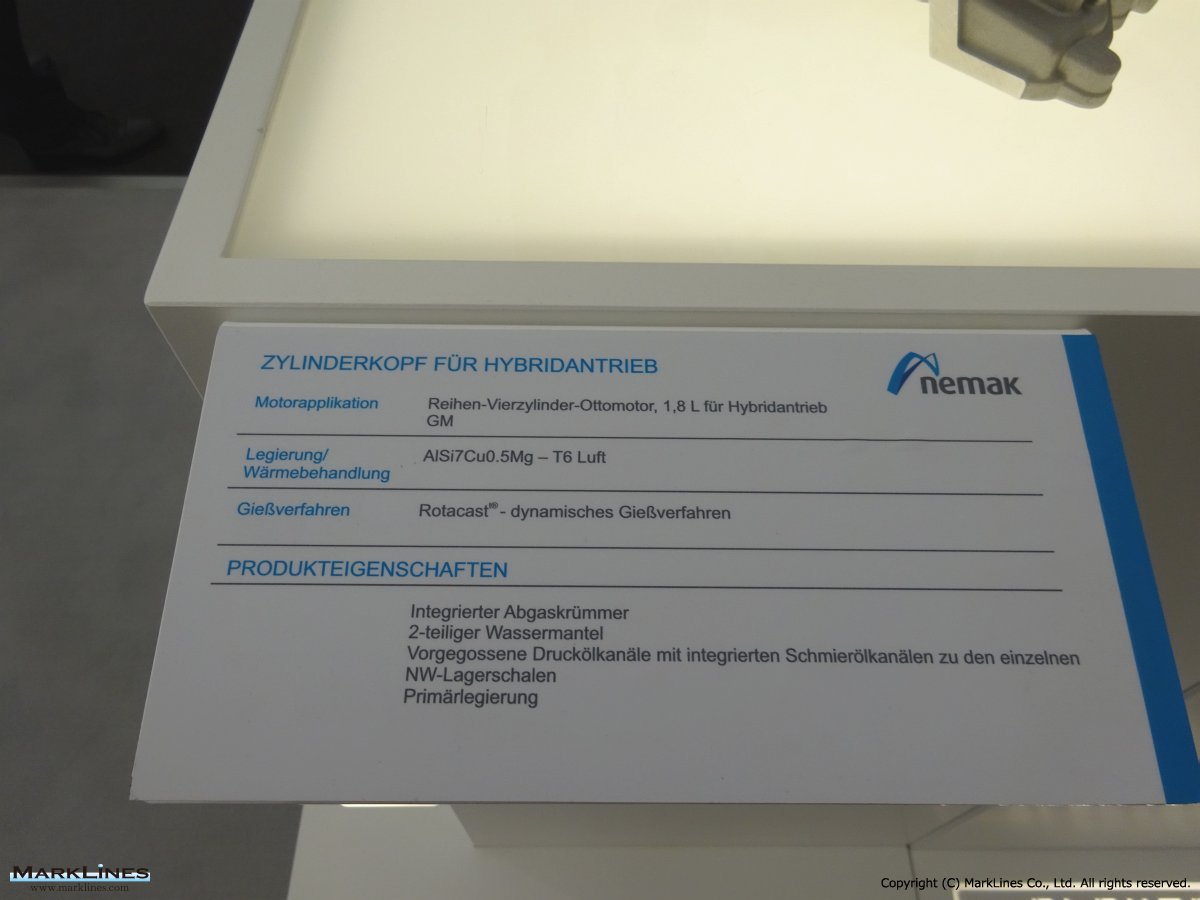 ZYLINDERKOPF FÜR HYBRIDANTRIEB
nemak
Motorapplikation Reihen-Vierzylinder-Ottomotor, 1,8 L für Hybridantrieb
GM
Legierung/ AlSi7Cu0.5Mg – T6 Luft
Wärmebehandlung
Gießverfahren Rotacast® - dynamisches Gießverfahren
PRODUKTEIGENSCHAFTEN
Integrierter Abgaskrümmer
2-teiliger Wassermantel
Vorgegossene Druckölkanäle mit integrierten Schmierölkanälen zu den einzelnen
NW-Lagerschalen
Primärlegierung
MARKLINES
www.marklines.com
Copyright (C) MarkLines Co., Ltd. All rights reserved.